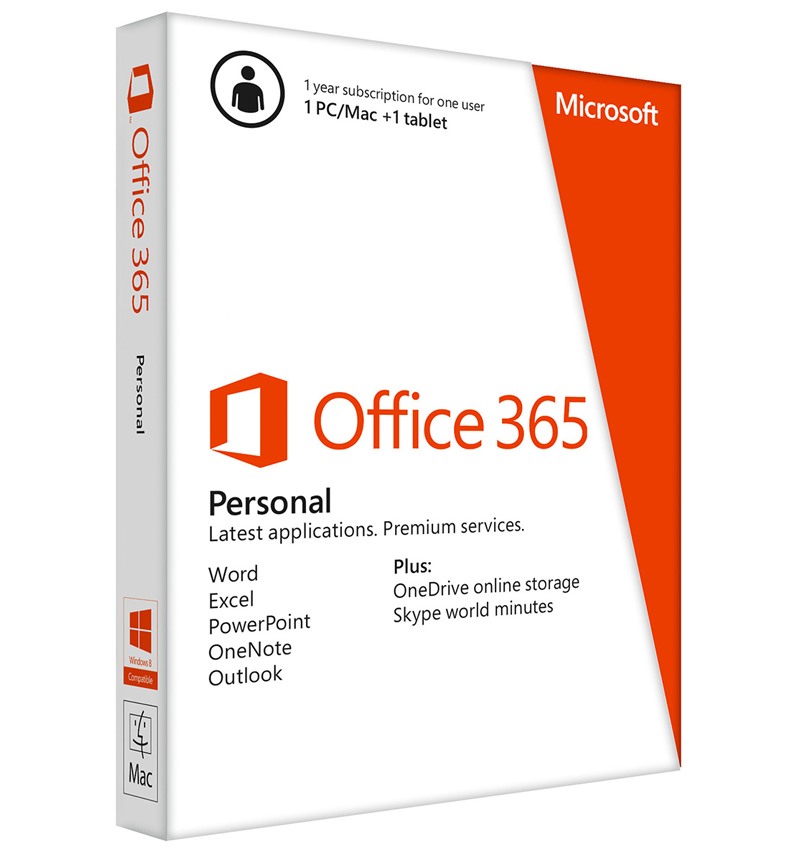 1 year subscription for one user
1 PC/Mac +1 tablet
Microsoft
Office 365
Personal
Latest applications. Premium services.
Word
Excel
PowerPoint
OneNote
Outlook
Plus:
OneDrive online storage
Skype world minutes
Office 365
Personal
Windows 8
Compatible
Mac